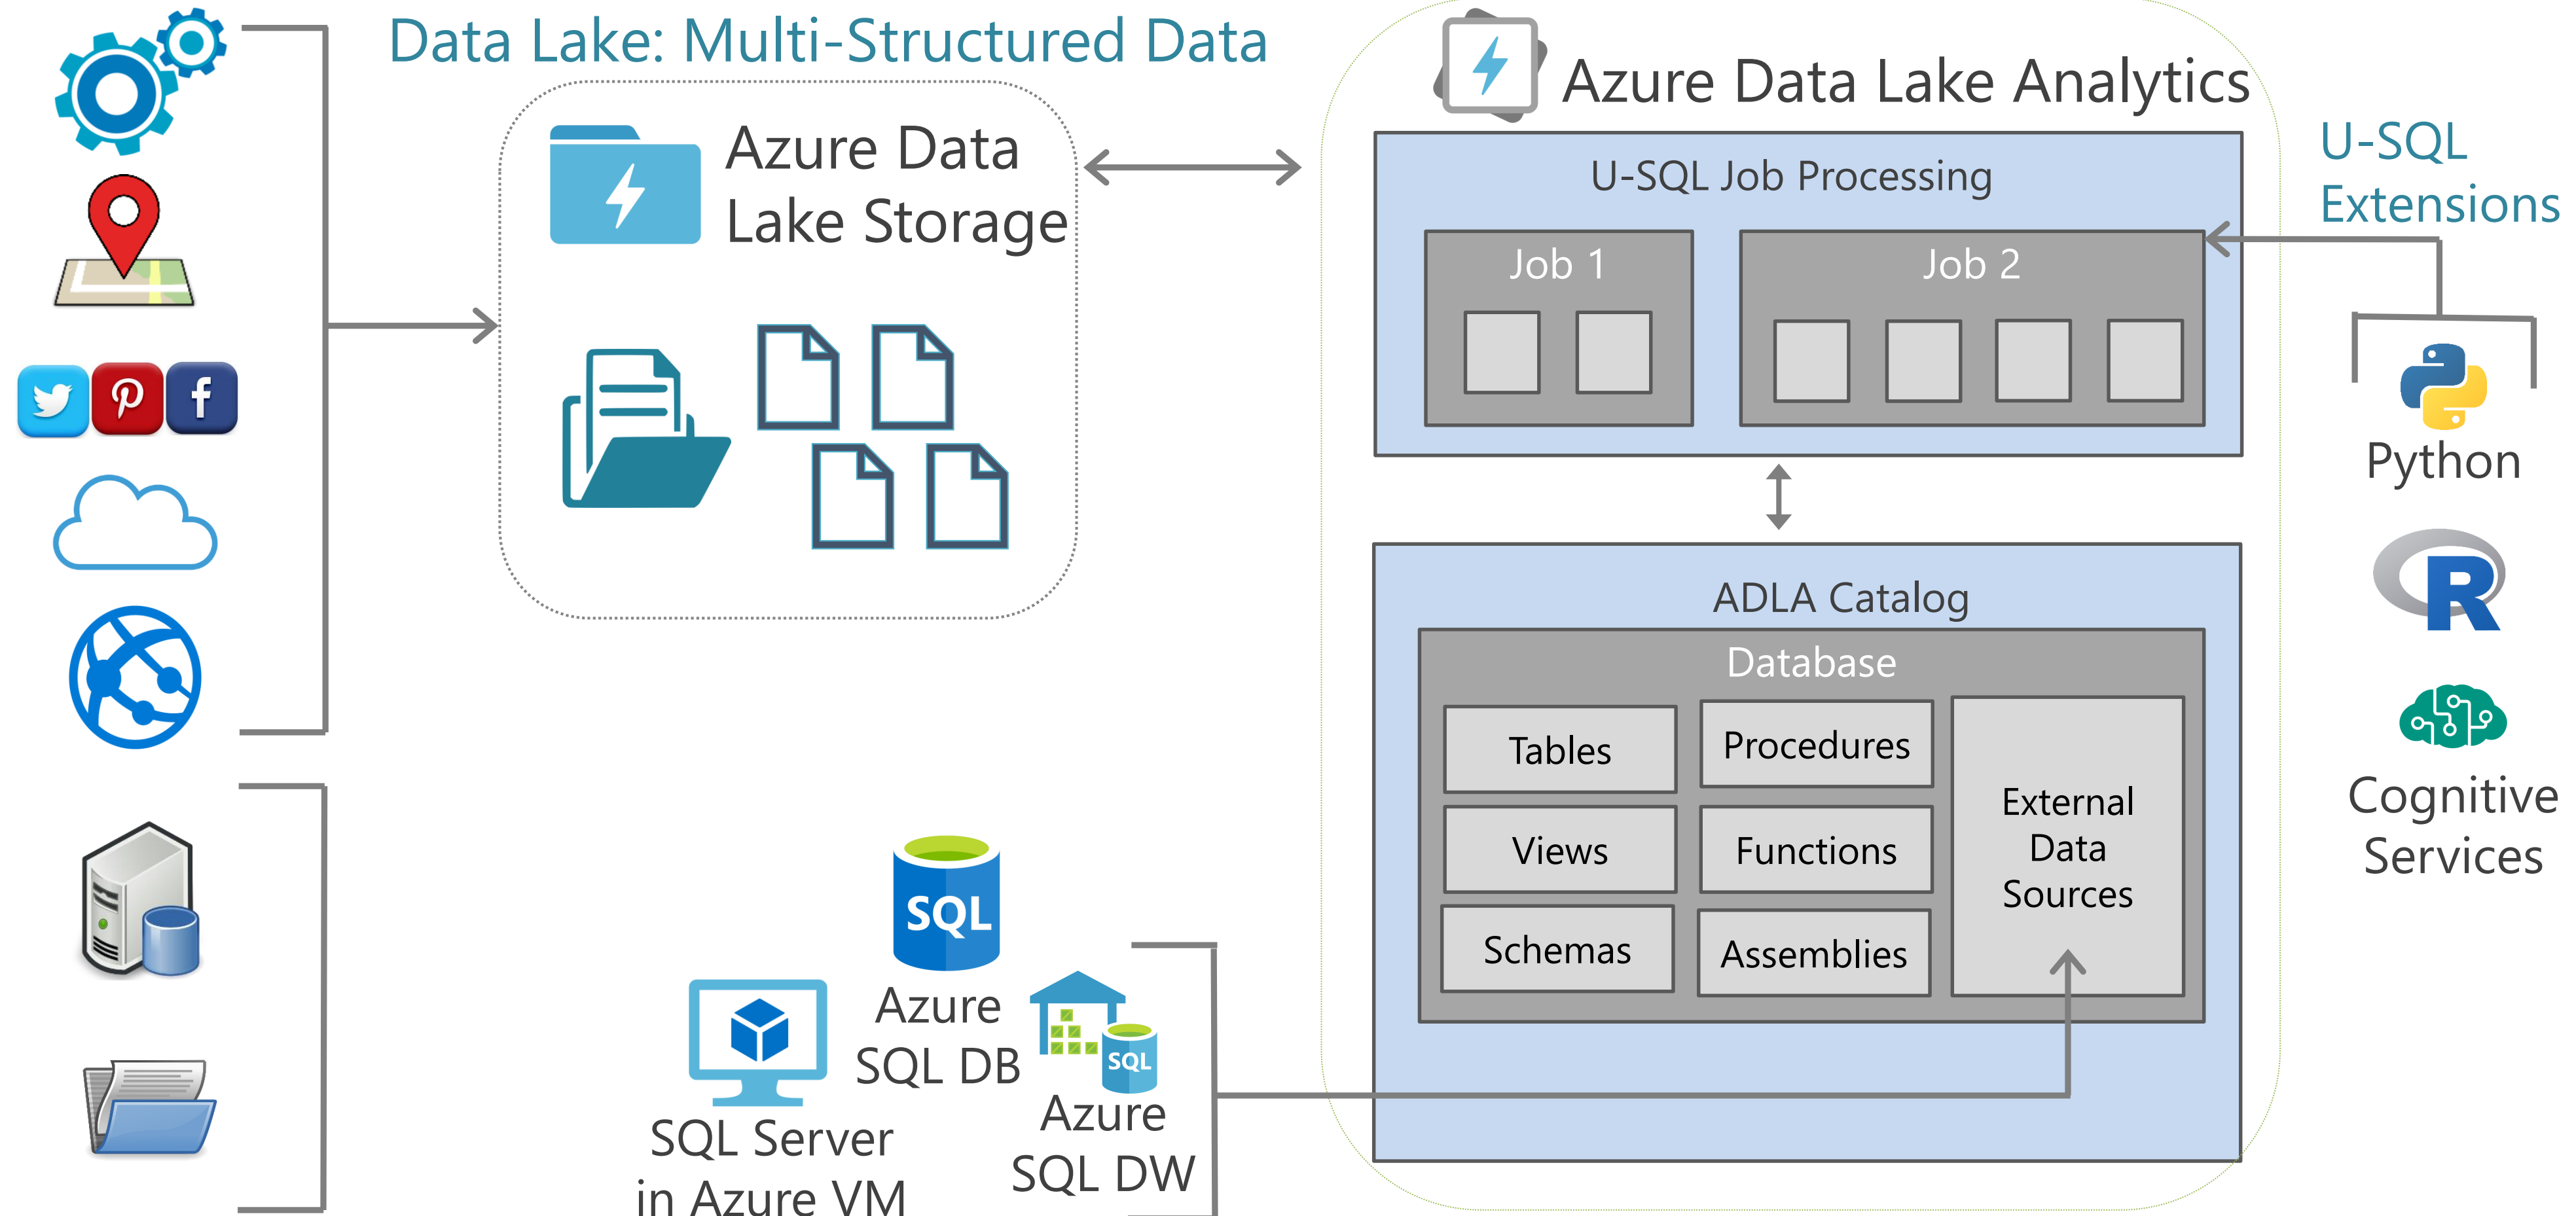 Data Lake: Multi-Structured Data
Azure Data
Lake Storage
Azure Data Lake Analytics
U-SQL Job Processing
Job 1
Job 2
U-SQL
Extensions
Python
R
Cognitive
Services
ADLA Catalog
Database
Tables
Procedures
Views
Functions
Schemas
Assemblies
External
Data
Sources
SQL
Azure
SQL DB
SQL
Azure
SQL DW
SQL Server
in Azure VM